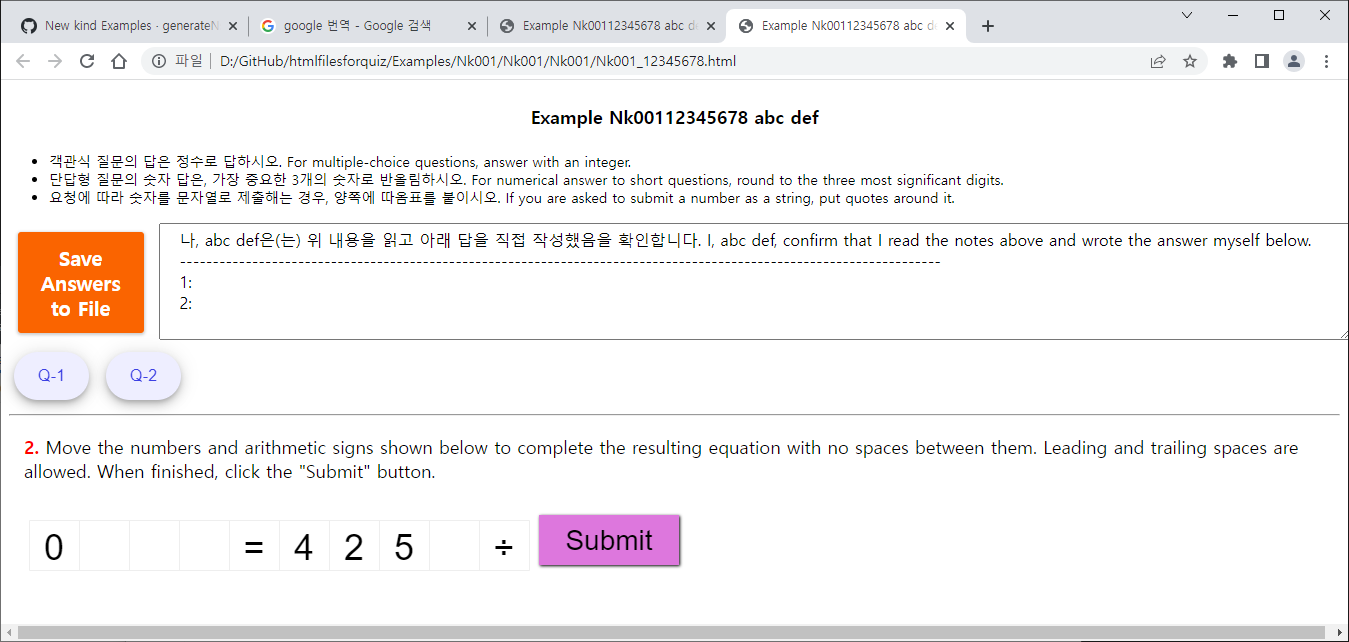 New kind Examples · generateN
google 번역 - Google 검색
Example Nk00112345678 abc de
Example Nk00112345678 abc de
파일 | D:/GitHub/htmlfilesforquiz/Examples/Nk001/Nk001/Nk001/Nk001_12345678.html
Example Nk00112345678 abc def
• 객관식 질문의 답은 정수로 답하시오. For multiple-choice questions, answer with an integer.
• 단답형 질문의 숫자 답은, 가장 중요한 3개의 숫자로 반올림하시오. For numerical answer to short questions, round to the three most significant digits.
• 요청에 따라 숫자를 문자열로 제출해는 경우, 양쪽에 따옴표를 붙이시오. If you are asked to submit a number as a string, put quotes around it.
Save
Answers
to File
나, abc def은(는) 위 내용을 읽고 아래 답을 직접 작성했음을 확인합니다. I, abc def, confirm that I read the notes above and wrote the answer myself below.
--------------------------------------------------------------------------------------------------------------------
1:
2:
Q-1 Q-2
2. Move the numbers and arithmetic signs shown below to complete the resulting equation with no spaces between them. Leading and trailing spaces are
allowed. When finished, click the "Submit" button.
0 = 4 2 5 ÷ Submit